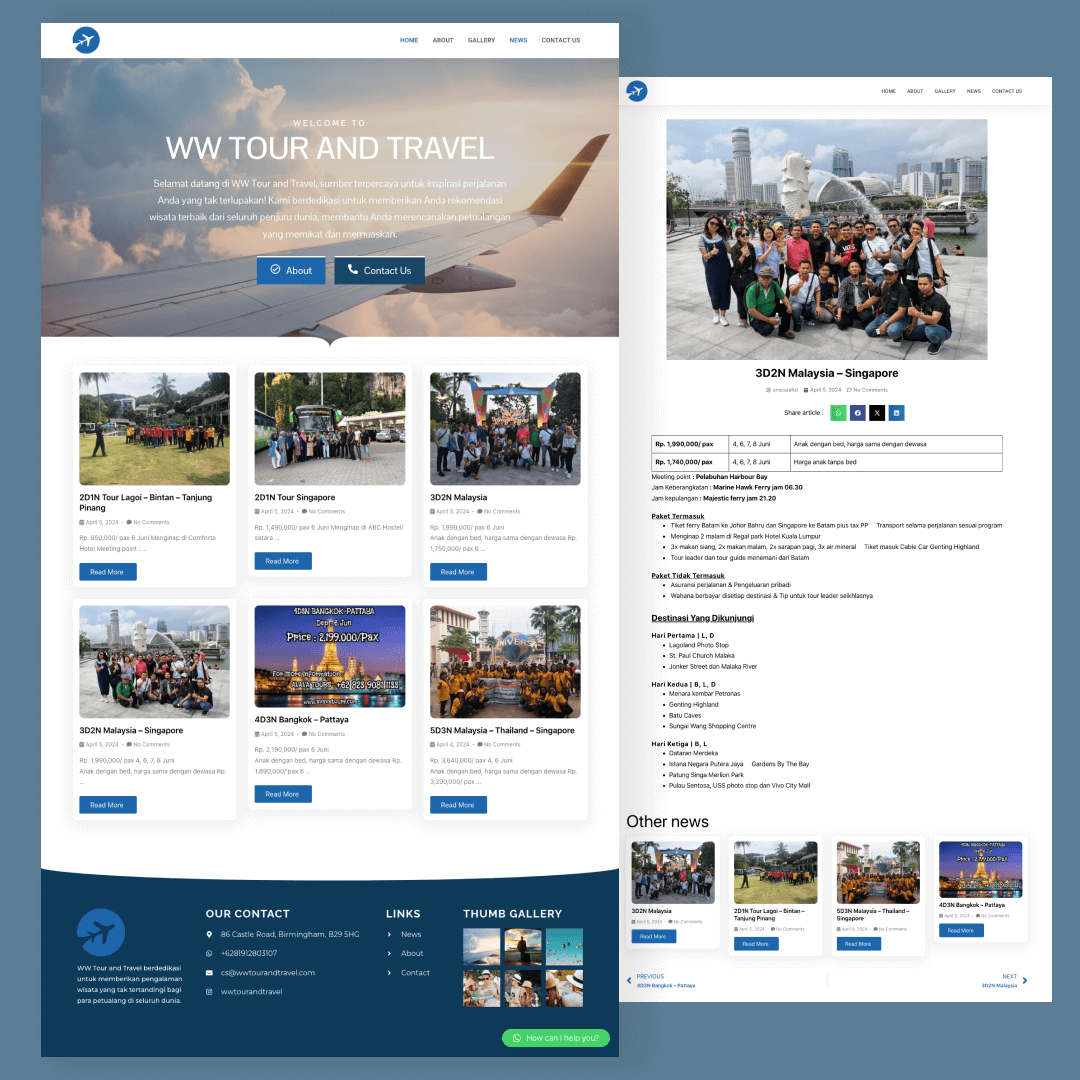 HOME ABOUT GALLERY NEWS CONTACT US
WELCOME TO
WW TOUR AND TRAVEL
Selamat datang di WW Tour and Travel, sumber terpercaya untuk inspirasi perjalanan
Anda yang tak terlupakan! Kami berdedikasi untuk memberikan Anda rekomendasi
wisata terbaik dari seluruh penjuru dunia, membantu Anda merencanakan petualangan
yang memikat dan memuaskan.
About Contact Us
2D1N Tour Lagoi – Bintan – Tanjung
Pinang
April 5, 2024 • No Comments
Rp. 850,000/ pax 6 Juni Menginap di Comforta
Hotel Meeting point : ...
Read More
2D1N Tour Singapore
April 5, 2024 • No Comments
Rp. 1,490,000/ pax 6 Juni Menginap di ABC Hostel/
setara ...
Read More
3D2N Malaysia
April 5, 2024 • No Comments
Rp. 1,999,000/ pax 6 Juni
Anak dengan bed, harga sama dengan dewasa Rp.
1,750,000/ pax ...
Read More
3D2N Malaysia – Singapore
April 5, 2024 • No Comments
Rp. 1,990,000/ pax 4, 6, 7, 8 Juni
Anak dengan bed, harga sama dengan dewasa Rp.
...
Read More
4D3N BANGKOK-PATTAYA
Dept 6 Jun
Price : 2.199.000/Pax
For more information
AVAVA TOURS +62 823 9081 1188
4D3N Bangkok – Pattaya
April 5, 2024 • No Comments
Rp. 2,190,000/ pax 6 Juni
Anak dengan bed, harga sama dengan dewasa Rp.
1,890,000/ pax 6 ...
Read More
UNIVERS
5D3N Malaysia – Thailand – Singapore
April 4, 2024 • No Comments
Rp. 3,640,000/ pax 4, 6 Juni
Anak dengan bed, harga sama dengan dewasa Rp.
3,290,000/ pax ...
Read More
WW Tour and Travel berdedikasi
untuk memberikan pengalaman
wisata yang tak tertandingi bagi
para petualang di seluruh dunia.
OUR CONTACT
86 Castle Road, Birmingham, B29 5HG
+6281912803107
cs@wwtourandtravel.com
wwtourandtravel
LINKS
News
About
Contact
THUMB GALLERY
How can I help you?
HOME ABOUT GALLERY NEWS CONTACT US
3D2N Malaysia – Singapore
snscareltd April 5, 2024 No Comments
Share article :
Rp. 1,990,000/ pax 4, 6, 7, 8 Juni Anak dengan bed, harga sama dengan dewasa
Rp. 1,740,000/ pax 4, 6, 7, 8 Juni Harga anak tanpa bed
Meeting point : Pelabuhan Harbour Bay
Jam Keberangkatan : Marine Hawk Ferry jam 06.30
Jam kepulangan : Majestic ferry jam 21.20
Paket Termasuk
Tiket ferry Batam ke Johor Bahru dan Singapore ke Batam plus tax PP Transport selama perjalanan sesuai program
Menginap 2 malam di Regal park Hotel Kuala Lumpur
3x makan siang, 2x makan malam, 2x sarapan pagi, 3x air mineral Tiket masuk Cable Car Genting Highland
Tour leader dan tour guide menemani dari Batam
Paket Tidak Termasuk
Asuransi perjalanan & Pengeluaran pribadi
Wahana berbayar disetiap destinasi & Tip untuk tour leader seikhlasnya
Destinasi Yang Dikunjungi
Hari Pertama | L, D
Lagoland Photo Stop
St. Paul Church Malaka
Jonker Street dan Malaka River
Hari Kedua | B, L, D
Menara kembar Petronas
Genting Highland
Batu Caves
Sungai Wang Shopping Centre
Hari Ketiga | B, L
Dataran Merdeka
Istana Negara Putera Jaya Gardens By The Bay
Patung Singa Merlion Park
Pulau Sentosa, USS photo stop dan Vivo City Mall
Other news
3D2N Malaysia
April 5, 2024 • No Comments
Read More
2D1N Tour Lagoi – Bintan –
Tanjung Pinang
April 5, 2024 • No Comments
Read More
5D3N Malaysia – Thailand –
Singapore
April 4, 2024 • No Comments
Read More
4D3N BANGKOK-PATTAYA
Price : 2.199.000/Pax
4D3N Bangkok – Pattaya
April 5, 2024 • No Comments
Read More
PREVIOUS
4D3N Bangkok – Pattaya
NEXT
3D2N Malaysia